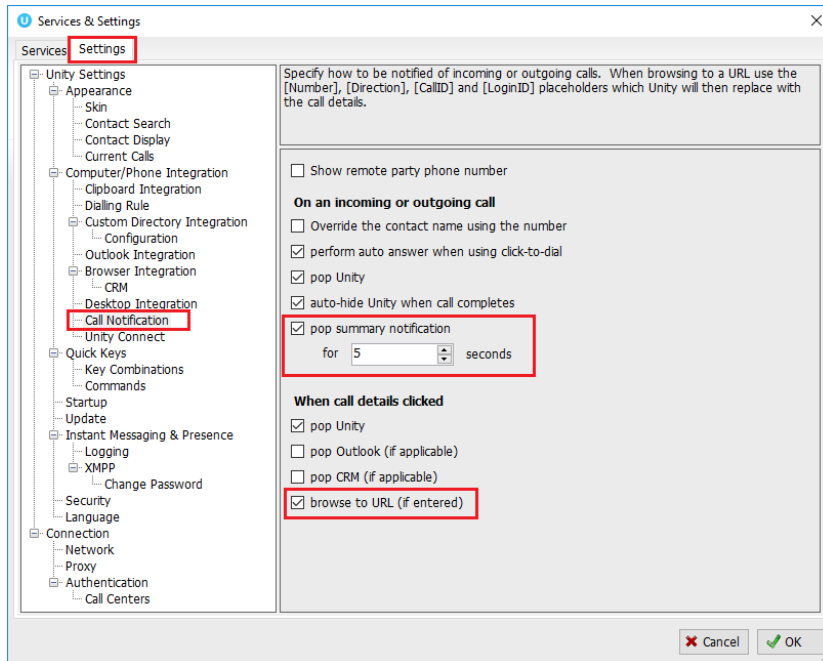 Services & Settings
Services
Settings
Unity Settings
Appearance
Skin
Contact Search
Contact Display
Current Calls
Computer/Phone Integration
Clipboard Integration
Dialling Rule
Custom Directory Integration
Configuration
Outlook Integration
Browser Integration
CRM
Desktop Integration
Call Notification
Unity Connect
Quick Keys
Key Combinations
Commands
Startup
Update
Instant Messaging & Presence
Logging
XMPP
Change Password
Security
Language
Connection
Network
Proxy
Authentication
Call Centers
Specify how to be notified of incoming or outgoing calls. When browsing to a URL use the
[Number], [Direction], [CallID] and [LoginID] placeholders which Unity will then replace with
the call details.
Show remote party phone number
On an incoming or outgoing call
Override the contact name using the number
perform auto answer when using click-to-dial
pop Unity
auto-hide Unity when call completes
pop summary notification
for 5 seconds
When call details clicked
pop Unity
pop Outlook (if applicable)
pop CRM (if applicable)
browse to URL (if entered)
Cancel
OK